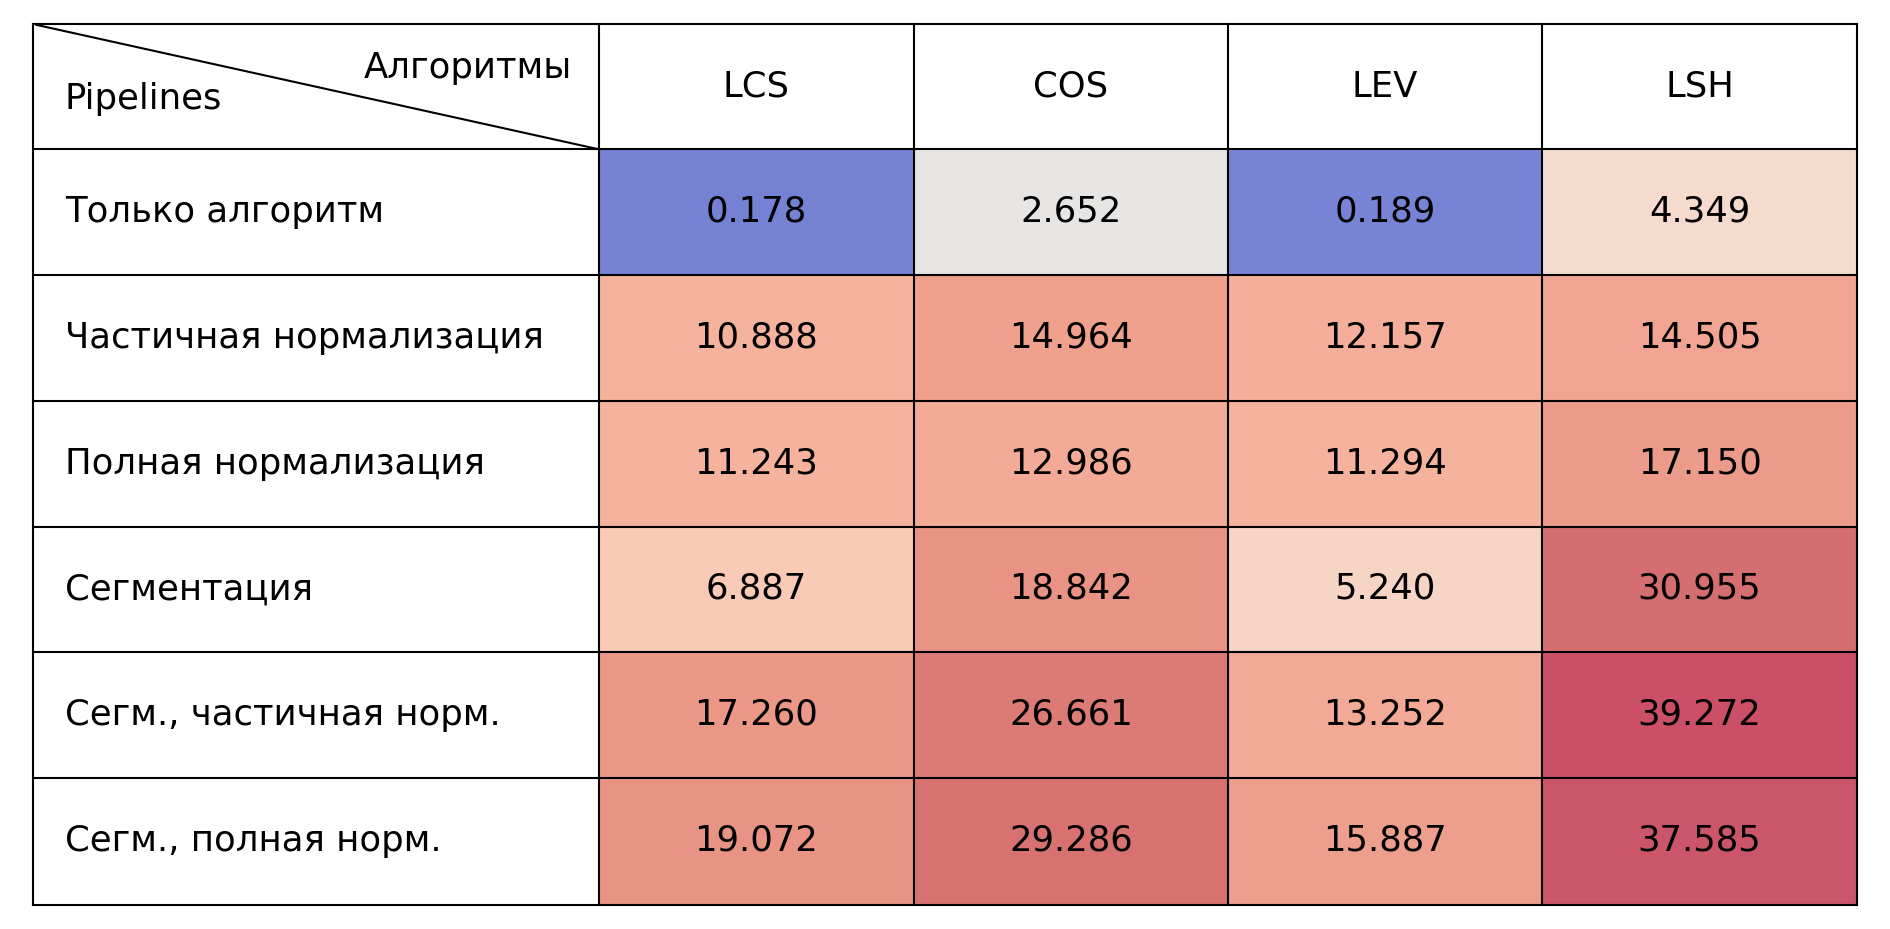 Алгоритмы
Pipelines
LCS COS LEV LSH
Только алгоритм 0.178 2.652 0.189 4.349
Частичная нормализация 10.888 14.964 12.157 14.505
Полная нормализация 11.243 12.986 11.294 17.150
Сегментация 6.887 18.842 5.240 30.955
Сегм., частичная норм. 17.260 26.661 13.252 39.272
Сегм., полная норм. 19.072 29.286 15.887 37.585